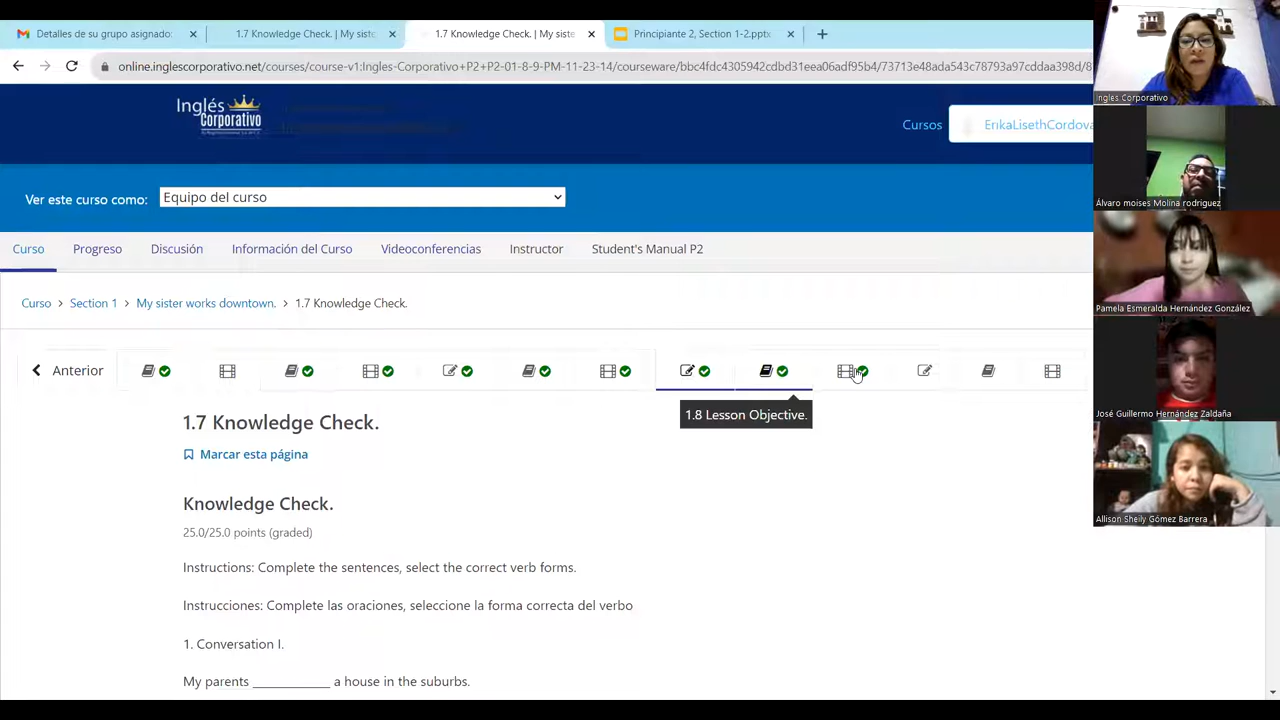 Detalles de su grupo asignado:
1.7 Knowledge Check. | My siste
1.7 Knowledge Check. | My siste
Principiante 2, Section 1-2.pptx
online.inglescorporativo.net/courses/course-v1:Ingles-Corporativo+P2+PI-01-23-9-PM-11-23-14/courseware/bbc4fdc4305942cdbd31eea06adf95b4/73713e48ada543c78793a97cddaa398d/8
Inglés
Corporativo
Cursos
ErikaLisethCordova
Ver este curso como:
Equipo del curso
Curso
Progreso
Discusión
Información del Curso
Videoconferencias
Instructor
Student's Manual P2
Curso > Section 1 > My sister works downtown. > 1.7 Knowledge Check.
Anterior
1.8 Lesson Objective.
1.7 Knowledge Check.
Marcar esta página
Knowledge Check.
25.0/25.0 points (graded)
Instructions: Complete the sentences, select the correct verb forms.
Instrucciones: Complete las oraciones, seleccione la forma correcta del verbo
1. Conversation I.
My parents ____________ a house in the suburbs.
Inglés Corporativo
Álvaro moises Molina rodriguez
Pamela Esmeralda Hernández González
José Guillermo Hernández Zaldaña
Allison Sheily Gómez Barrera